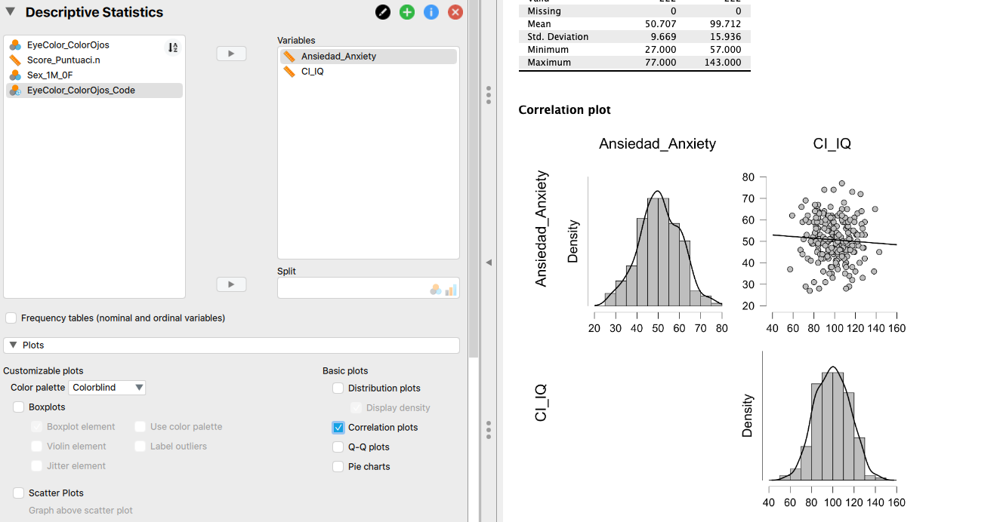 Descriptive Statistics
EyeColor_ColorOjos
Score_Puntuaci.n
Sex_1M_0F
EyeColor_ColorOjos_Code
Variables
Ansiedad_Anxiety
CI_IQ
Split
Frequency tables (nominal and ordinal variables)
Plots
Customizable plots
Color palette Colorblind
Boxplots
Boxplot element Use color palette
Violin element Label outliers
Jitter element
Scatter Plots
Graph above scatter plot
Basic plots
Distribution plots
Display density
Correlation plots
Q-Q plots
Pie charts
Missing 0 0
Mean 50.707 99.712
Std. Deviation 9.669 15.936
Minimum 27.000 57.000
Maximum 77.000 143.000
Correlation plot
Ansiedad_Anxiety CI_IQ
Ansiedad_Anxiety
Density
20 30 40 50 60 70 80
80
70
60
50
40
30
20
40 60 80 100 120 140 160
CI_IQ
Density
40 60 80 100 120 140 160